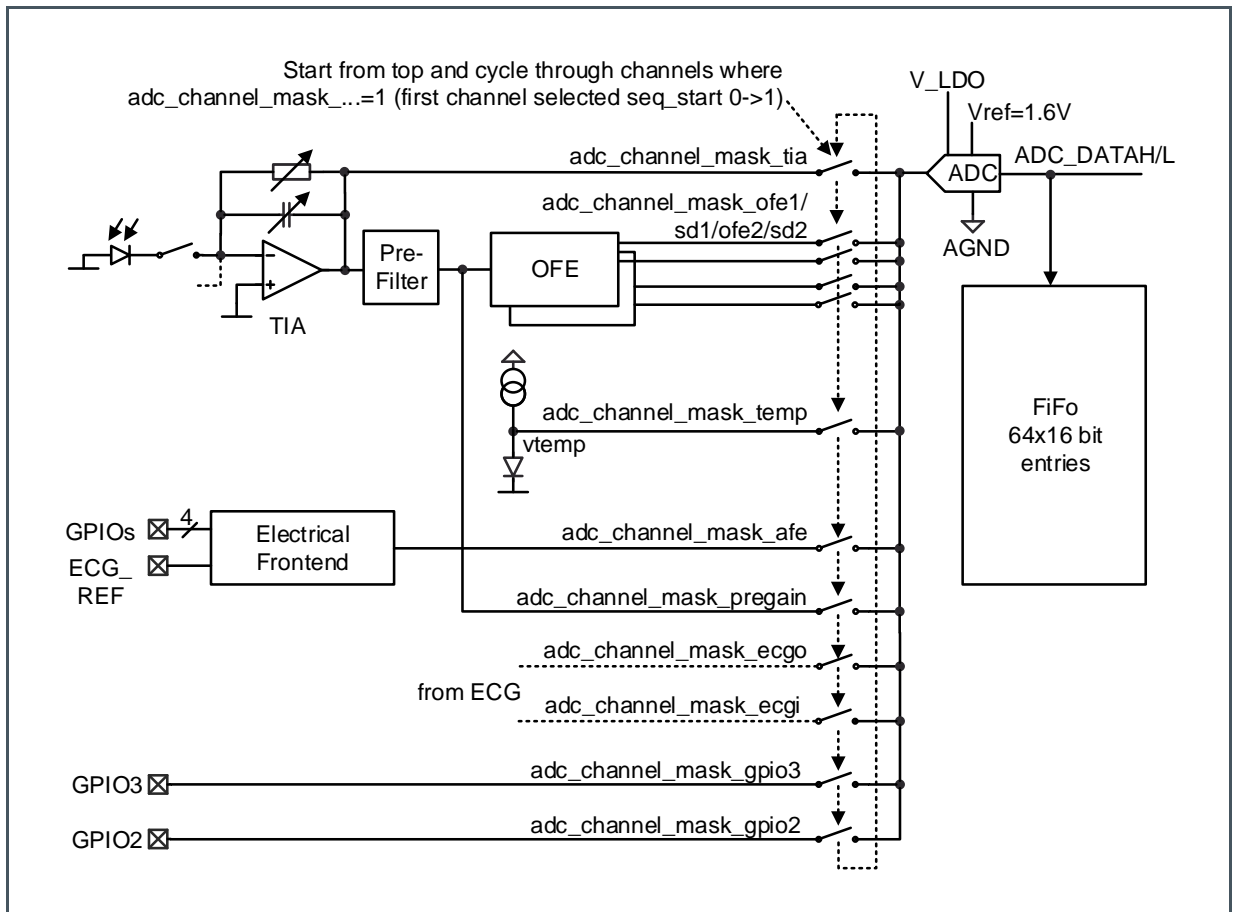 Start from top and cycle through channels where
adc_channel_mask_...=1 (first channel selected seq_start 0->1)
V_LDO
Vref=1.6V
adc_channel_mask_tia
ADC
ADC_DATAH/L
adc_channel_mask_ofe1/
sd1/ofe2/sd2
AGND
Pre-
Filter
OFE
TIA
adc_channel_mask_temp
vtemp
FiFo
64x16 bit
entries
GPIOs
4
Electrical
Frontend
adc_channel_mask_afe
ECG_
REF
adc_channel_mask_pregain
adc_channel_mask_ecgo
from ECG
adc_channel_mask_ecgi
GPIO3
adc_channel_mask_gpio3
GPIO2
adc_channel_mask_gpio2